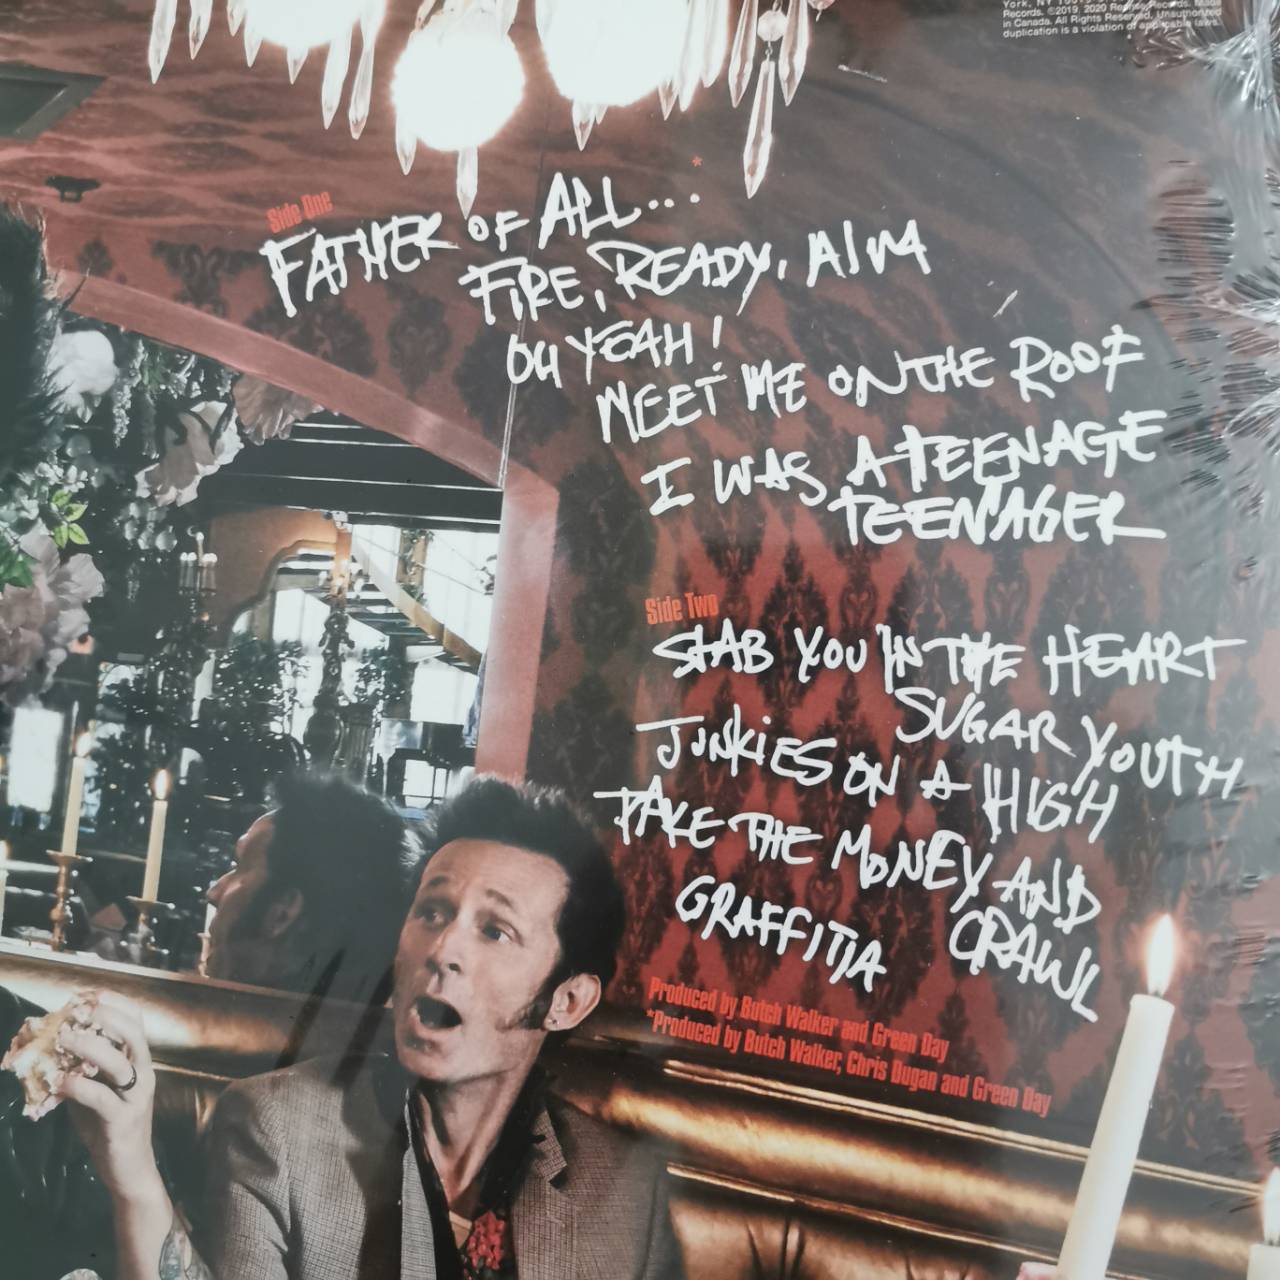 York, NY
Records. ©2019, 2020 Reprise Records. Made
in Canada. All Rights Reserved. Unauthorized
duplication is a violation of applicable laws.
Side One
FATHER OF ALL...*
FIRE, READY, AIM
OH YEAH!
MEET ME ON THE ROOF
I WAS A TEENAGE
TEENAGER
Side Two
STAB YOU IN THE HEART
SUGAR YOUTH
JUNKIES ON A HIGH
TAKE THE MONEY AND
CRAWL
GRAFFITIA
Produced by Butch Walker and Green Day
*Produced by Butch Walker, Chris Dugan and Green Day